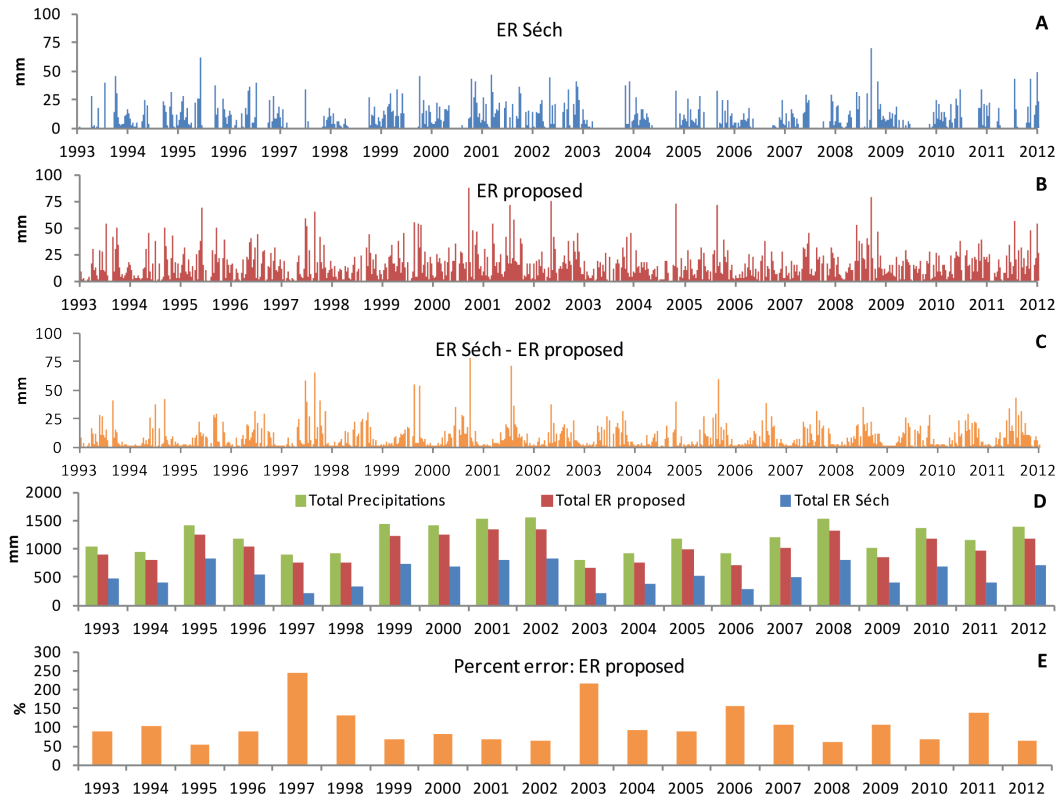 100
ER Séch
A
75
50
25
0
mm
1993 1994 1995 1996 1997 1998 1999 2000 2001 2002 2003 2004 2005 2006 2007 2008 2009 2010 2011 2012
100
ER proposed
B
75
50
25
0
mm
1993 1994 1995 1996 1997 1998 1999 2000 2001 2002 2003 2004 2005 2006 2007 2008 2009 2010 2011 2012
100
ER Séch - ER proposed
C
75
50
25
0
mm
1993 1994 1995 1996 1997 1998 1999 2000 2001 2002 2003 2004 2005 2006 2007 2008 2009 2010 2011 2012
2000
Total Precipitations Total ER proposed Total ER Séch
D
1500
1000
500
0
mm
1993 1994 1995 1996 1997 1998 1999 2000 2001 2002 2003 2004 2005 2006 2007 2008 2009 2010 2011 2012
300
Percent error: ER proposed
E
250
200
150
100
50
0
%
1993 1994 1995 1996 1997 1998 1999 2000 2001 2002 2003 2004 2005 2006 2007 2008 2009 2010 2011 2012